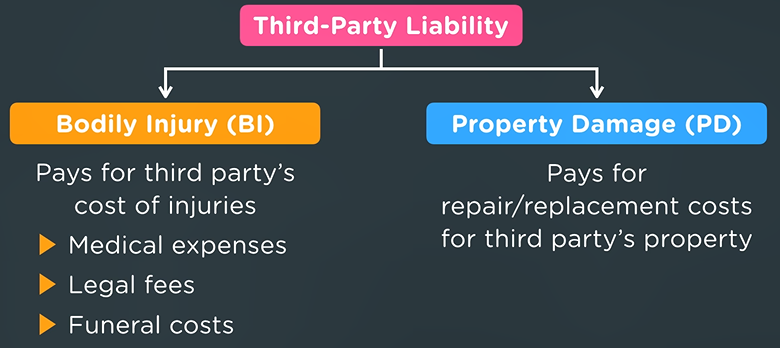 Third-Party Liability
Bodily Injury (BI)
Pays for third party's
cost of injuries
Medical expenses
Legal fees
Funeral costs
Property Damage (PD)
Pays for
repair/replacement costs
for third party's property